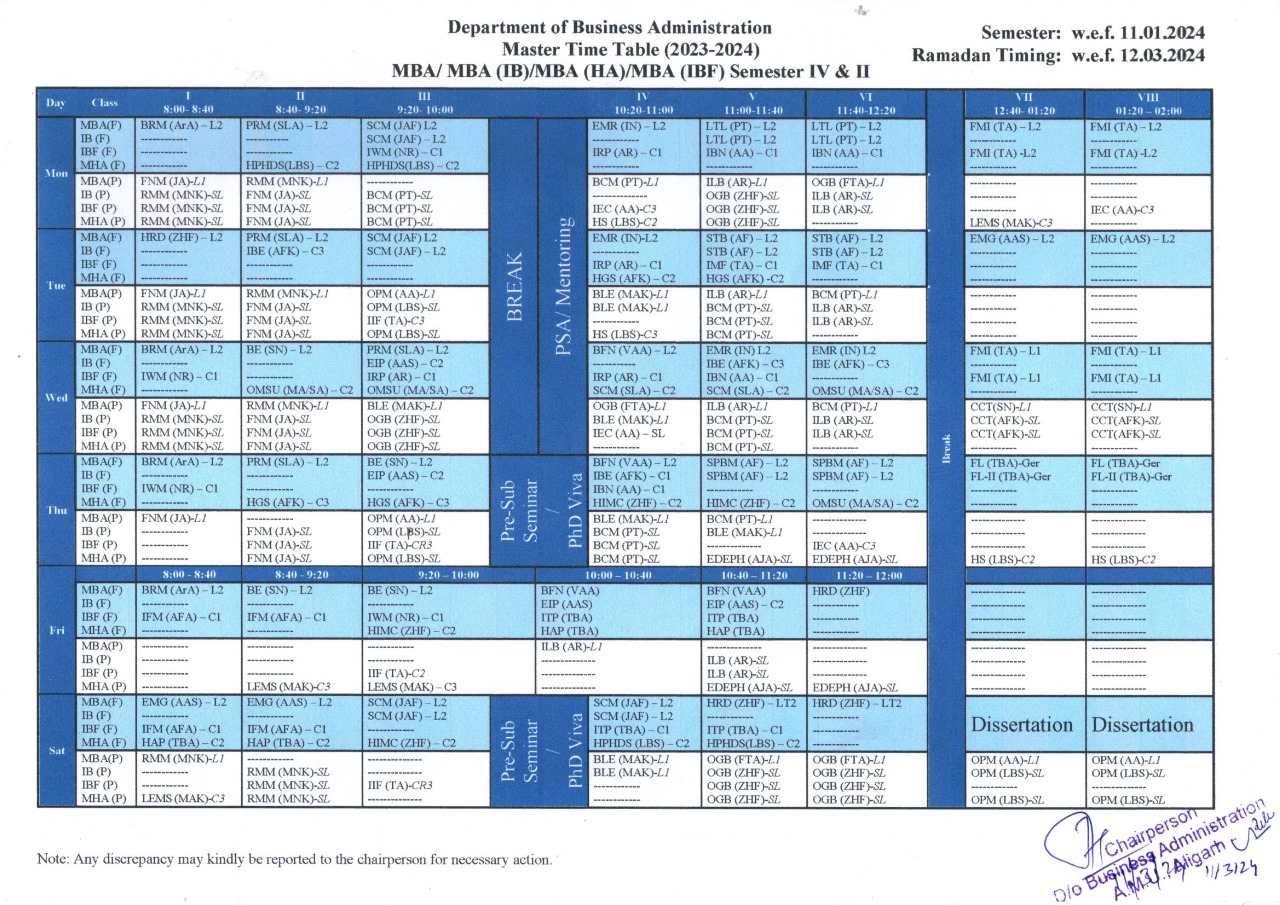 Department of Business Administration
Master Time Table (2023-2024)
MBA/ MBA (IB)/MBA (HA)/MBA (IBF) Semester IV & II
Semester: w.e.f. 11.01.2024
Ramadan Timing: w.e.f. 12.03.2024
Day Class I II III IV V VI VII VIII
8:00- 8:40 8:40- 9:20 9:20- 10:00 10:20-11:00 11:00-11:40 11:40-12:20 12:40- 01:20 01:20 – 02:00
BREAK
PSA/ Mentoring
Break
Mon
MBA(F) BRM (ArA) – L2 PRM (SLA) – L2 SCM (JAF) L2 EMR (IN) – L2 LTL (PT) – L2 LTL (PT) – L2 FMI (TA) – L2 FMI (TA) – L2
IB (F) ------------ ------------ SCM (JAF) – L2 LTL (PT) – L2 LTL (PT) – L2 ------------ ------------
IBF (F) ------------ ------------ IWM (NR) – C1 IRP (AR) – C1 IBN (AA) – C1 IBN (AA) – C1 FMI (TA) -L2 FMI (TA) -L2
MHA (F) ------------ HPHDS(LBS) – C2 HPHDS(LBS) – C2 ------------ ------------ ------------ ------------ ------------
MBA(P) FNM (JA)-L1 RMM (MNK)-L1 ------------ BCM (PT)-L1 ILB (AR)-L1 OGB (FTA)-L1 ------------ ------------
IB (P) RMM (MNK)-SL FNM (JA)-SL BCM (PT)-SL ------------ OGB (ZHF)-SL ILB (AR)-SL ------------ ------------
IBF (P) RMM (MNK)-SL FNM (JA)-SL BCM (PT)-SL IEC (AA)-C3 OGB (ZHF)-SL ILB (AR)-SL ------------ IEC (AA)-C3
MHA (P) RMM (MNK)-SL FNM (JA)-SL BCM (PT)-SL HS (LBS)-C2 OGB (ZHF)-SL ------------ LEMS (MAK)-C3 ------------
Tue
MBA(F) HRD (ZHF) – L2 PRM (SLA) – L2 SCM (JAF) L2 EMR (IN)-L2 STB (AF) – L2 STB (AF) – L2 EMG (AAS) – L2 EMG (AAS) – L2
IB (F) ------------ IBE (AFK) – C3 SCM (JAF) – L2 STB (AF) – L2 STB (AF) – L2 ------------ ------------
IBF (F) ------------ ------------ ------------ IRP (AR) – C1 IMF (TA) – C1 IMF (TA) – C1 ------------ ------------
MHA (F) ------------ ------------ ------------ HGS (AFK) – C2 HGS (AFK) -C2 ------------ ------------ ------------
MBA(P) FNM (JA)-L1 RMM (MNK)-L1 OPM (AA)-L1 BLE (MAK)-L1 ILB (AR)-L1 BCM (PT)-L1 ------------ ------------
IB (P) RMM (MNK)-SL FNM (JA)-SL OPM (LBS)-SL BLE (MAK)-L1 BCM (PT)-SL ILB (AR)-SL ------------ ------------
IBF (P) RMM (MNK)-SL FNM (JA)-SL IIF (TA)-C3 ------------ BCM (PT)-SL ILB (AR)-SL ------------ ------------
MHA (P) RMM (MNK)-SL FNM (JA)-SL OPM (LBS)-SL HS (LBS)-C3 BCM (PT)-SL ------------ ------------ ------------
Wed
MBA(F) BRM (ArA) – L2 BE (SN) – L2 PRM (SLA) – L2 BFN (VAA) – L2 EMR (IN) L2 EMR (IN) L2 FMI (TA) – L1 FMI (TA) – L1
IB (F) ------------ ------------ EIP (AAS) – C2 ------------ IBE (AFK) – C3 IBE (AFK) – C3 ------------ ------------
IBF (F) IWM (NR) – C1 ------------ IRP (AR) – C1 IRP (AR) – C1 IBN (AA) – C1 ------------ FMI (TA) – L1 FMI (TA) – L1
MHA (F) ------------ OMSU (MA/SA) – C2 OMSU (MA/SA) – C2 SCM (SLA) – C2 SCM (SLA) – C2 OMSU (MA/SA) – C2 ------------ ------------
MBA(P) FNM (JA)-L1 RMM (MNK)-L1 BLE (MAK)-L1 OGB (FTA)-L1 ILB (AR)-L1 BCM (PT)-L1 CCT(SN)-L1 CCT(SN)-L1
IB (P) RMM (MNK)-SL FNM (JA)-SL OGB (ZHF)-SL BLE (MAK)-L1 BCM (PT)-SL ILB (AR)-SL CCT(AFK)-SL CCT(AFK)-SL
IBF (P) RMM (MNK)-SL FNM (JA)-SL OGB (ZHF)-SL IEC (AA) – SL BCM (PT)-SL ILB (AR)-SL CCT(AFK)-SL CCT(AFK)-SL
MHA (P) RMM (MNK)-SL FNM (JA)-SL OGB (ZHF)-SL ------------ BCM (PT)-SL ------------ ------------ ------------
Thu
Pre-Sub Seminar / PhD Viva
MBA(F) BRM (ArA) – L2 PRM (SLA) – L2 BE (SN) – L2 BFN (VAA) – L2 SPBM (AF) – L2 SPBM (AF) – L2 FL (TBA)-Ger FL (TBA)-Ger
IB (F) ------------ ------------ EIP (AAS) – C2 IBE (AFK) – C1 SPBM (AF) – L2 SPBM (AF) – L2 FL-II (TBA)-Ger FL-II (TBA)-Ger
IBF (F) IWM (NR) – C1 ------------ ------------ IBN (AA) – C1 ------------ ------------ ------------ ------------
MHA (F) ------------ HGS (AFK) – C3 HGS (AFK) – C3 HIMC (ZHF) – C2 HIMC (ZHF) – C2 OMSU (MA/SA) – C2 ------------ ------------
MBA(P) FNM (JA)-L1 ------------ OPM (AA)-L1 BLE (MAK)-L1 BCM (PT)-L1 ------------ ------------ ------------
IB (P) ------------ FNM (JA)-SL OPM (LBS)-SL BCM (PT)-SL BLE (MAK)-L1 ------------ ------------ ------------
IBF (P) ------------ FNM (JA)-SL IIF (TA)-CR3 BCM (PT)-SL ------------ IEC (AA)-C3 ------------ ------------
MHA (P) ------------ FNM (JA)-SL OPM (LBS)-SL BCM (PT)-SL EDEPH (AJA)-SL EDEPH (AJA)-SL HS (LBS)-C2 HS (LBS)-C2
8:00 - 8:40 8:40 - 9:20 9:20 – 10:00 10:00 – 10:40 10:40 – 11:20 11:20 – 12:00
Fri
MBA(F) BRM (ArA) – L2 BE (SN) – L2 BE (SN) – L2 BFN (VAA) BFN (VAA) HRD (ZHF) ------------ ------------
IB (F) ------------ ------------ ------------ EIP (AAS) EIP (AAS) – C2 ------------ ------------ ------------
IBF (F) IFM (AFA) – C1 IFM (AFA) – C1 IWM (NR) – C1 ITP (TBA) ITP (TBA) ------------ ------------ ------------
MHA (F) ------------ ------------ HIMC (ZHF) – C2 HAP (TBA) HAP (TBA) ------------ ------------ ------------
MBA(P) ------------ ------------ ------------ ILB (AR)-L1 ------------ ------------ ------------ ------------
IB (P) ------------ ------------ ------------ ------------ ILB (AR)-SL ------------ ------------ ------------
IBF (P) ------------ ------------ IIF (TA)-C2 ------------ ILB (AR)-SL ------------ ------------ ------------
MHA (P) ------------ LEMS (MAK)-C3 LEMS (MAK) – C3 ------------ EDEPH (AJA)-SL EDEPH (AJA)-SL ------------ ------------
Sat
Pre-Sub Seminar / PhD Viva
MBA(F) EMG (AAS) – L2 EMG (AAS) – L2 SCM (JAF) – L2 SCM (JAF) – L2 HRD (ZHF) – LT2 HRD (ZHF) – LT2 Dissertation Dissertation
IB (F) ------------ ------------ SCM (JAF) – L2 SCM (JAF) – L2 ------------ ------------
IBF (F) IFM (AFA) – C1 IFM (AFA) – C1 ------------ ITP (TBA) – C1 ITP (TBA) – C1 ------------
MHA (F) HAP (TBA) – C2 HAP (TBA) – C2 HIMC (ZHF) – C2 HPHDS (LBS) – C2 HPHDS(LBS) – C2 ------------
MBA(P) RMM (MNK)-L1 ------------ ------------ BLE (MAK)-L1 OGB (FTA)-L1 OGB (FTA)-L1 OPM (AA)-L1 OPM (AA)-L1
IB (P) ------------ RMM (MNK)-SL ------------ BLE (MAK)-L1 OGB (ZHF)-SL OGB (ZHF)-SL OPM (LBS)-SL OPM (LBS)-SL
IBF (P) ------------ RMM (MNK)-SL IIF (TA)-CR3 ------------ OGB (ZHF)-SL OGB (ZHF)-SL ------------ ------------
MHA (P) LEMS (MAK)-C3 RMM (MNK)-SL ------------ ------------ OGB (ZHF)-SL OGB (ZHF)-SL OPM (LBS)-SL OPM (LBS)-SL
Note: Any discrepancy may kindly be reported to the chairperson for necessary action.
Chairperson
D/o Business Administration
A.M.U. Aligarh
11/3/24